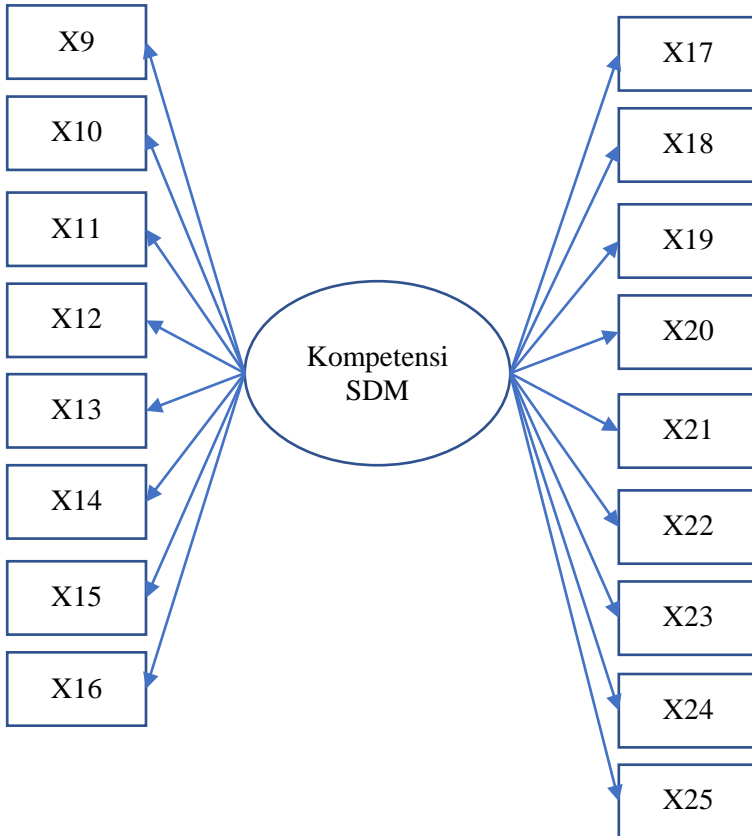 X9
X10
X11
X12
X13
X14
X15
X16
Kompetensi
SDM
X17
X18
X19
X20
X21
X22
X23
X24
X25